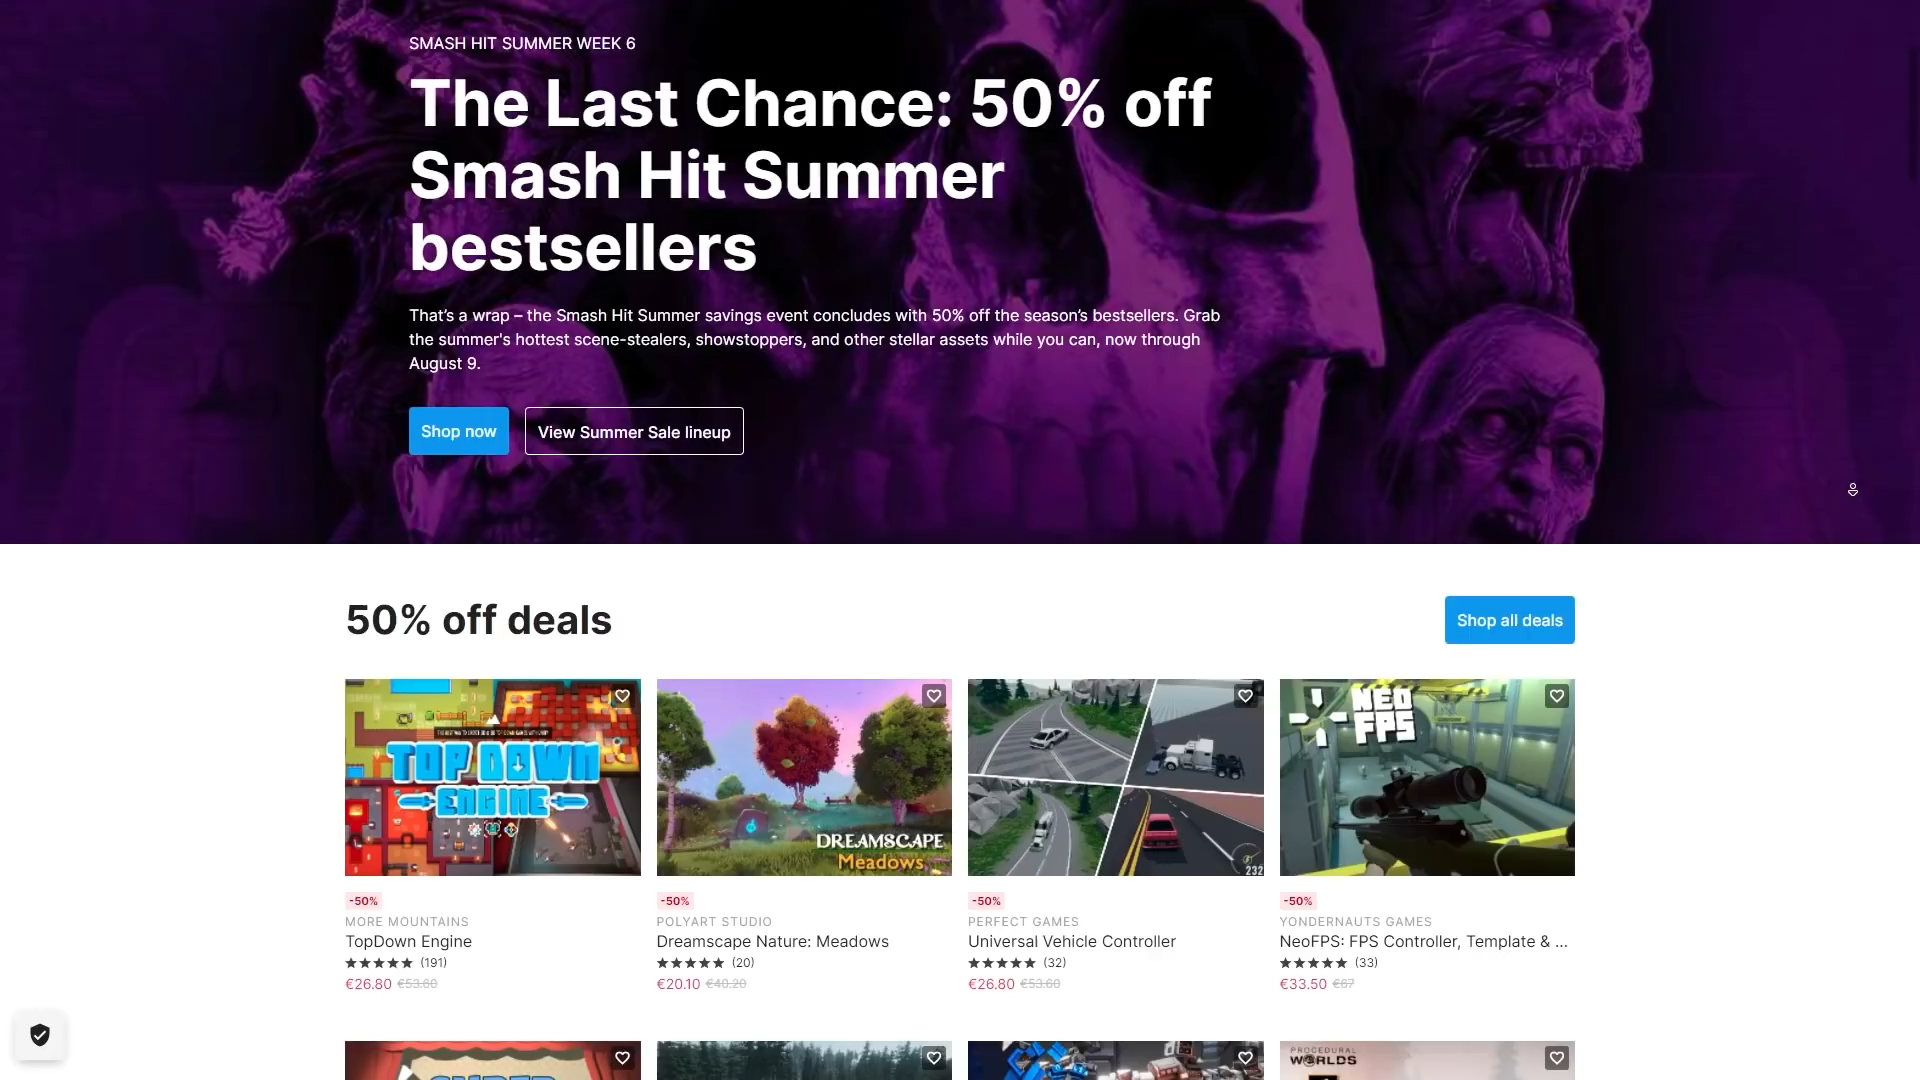 SMASH HIT SUMMER WEEK 6
The Last Chance: 50% off
Smash Hit Summer
bestsellers
That’s a wrap – the Smash Hit Summer savings event concludes with 50% off the season’s bestsellers. Grab
the summer's hottest scene-stealers, showstoppers, and other stellar assets while you can, now through
August 9.
Shop now
View Summer Sale lineup
50% off deals
Shop all deals
TOP DOWN
ENGINE
DREAMSCAPE
Meadows
232
NEO
FPS
-50%
MORE MOUNTAINS
TopDown Engine
(191)
€26.80 €53.60
-50%
POLYART STUDIO
Dreamscape Nature: Meadows
(20)
€20.10 €40.20
-50%
PERFECT GAMES
Universal Vehicle Controller
(32)
€26.80 €53.60
-50%
YONDERNAUTS GAMES
NeoFPS: FPS Controller, Template & ...
(33)
€33.50 €67
PROCEDURAL
WORLDS